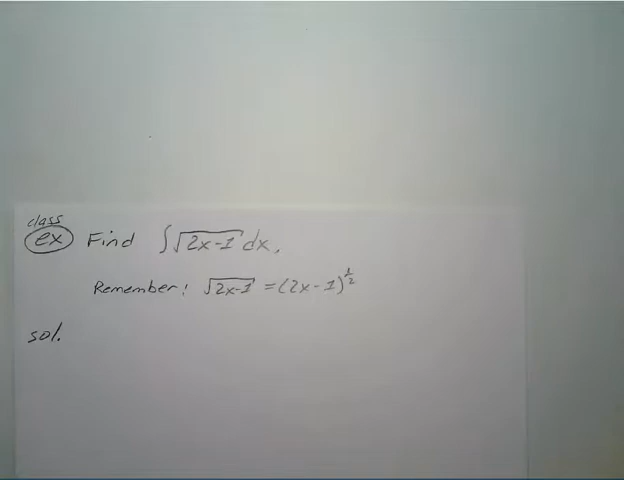 class
ex Find ∫√(2x-1) dx.
Remember: √(2x-1) = (2x-1)^(1/2)
sol.